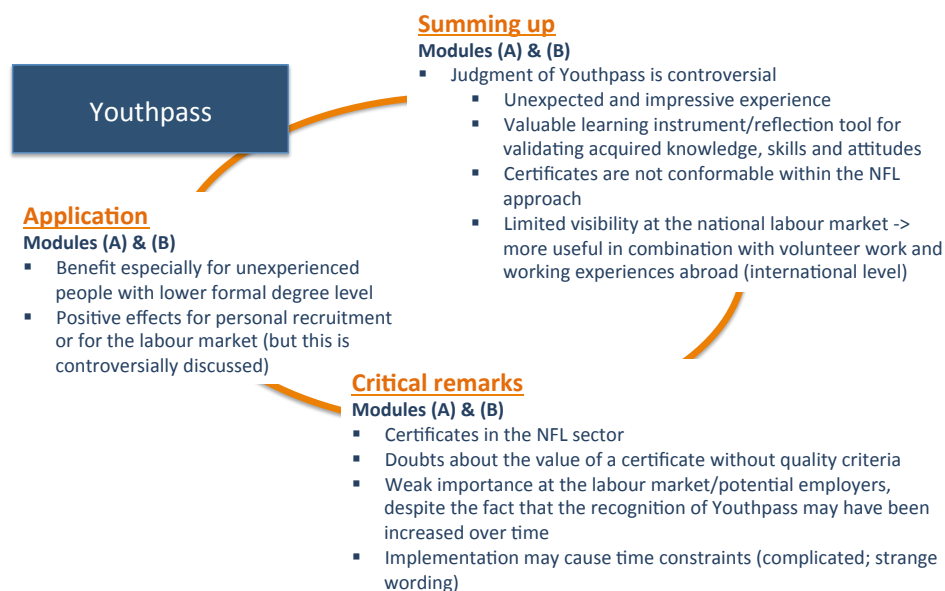 Youthpass
Summing up
Modules (A) & (B)
▪ Judgment of Youthpass is controversial
▪ Unexpected and impressive experience
▪ Valuable learning instrument/reflection tool for
validating acquired knowledge, skills and attitudes
▪ Certificates are not conformable within the NFL
approach
▪ Limited visibility at the national labour market ->
more useful in combination with volunteer work and
working experiences abroad (international level)
Application
Modules (A) & (B)
▪ Benefit especially for unexperienced
people with lower formal degree level
▪ Positive effects for personal recruitment
or for the labour market (but this is
controversially discussed)
Critical remarks
Modules (A) & (B)
▪ Certificates in the NFL sector
▪ Doubts about the value of a certificate without quality criteria
▪ Weak importance at the labour market/potential employers,
despite the fact that the recognition of Youthpass may have been
increased over time
▪ Implementation may cause time constraints (complicated; strange
wording)